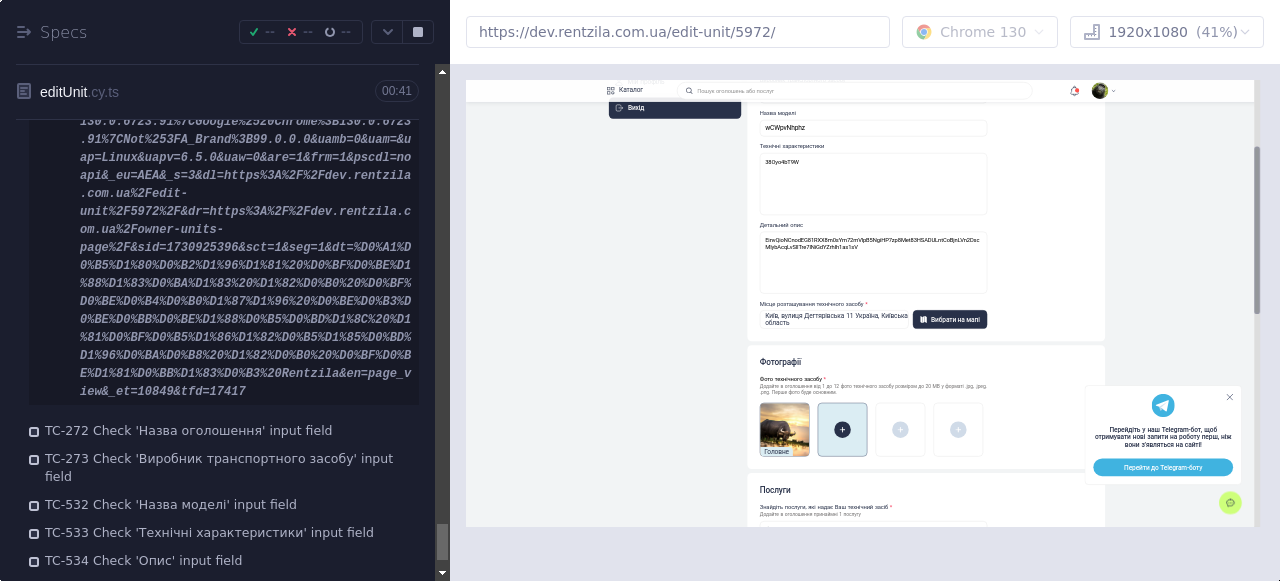 Specs
-- -- --
https://dev.rentzila.com.ua/edit-unit/5972/
Chrome 130
1920x1080 (41%)
editUnit.cy.ts
00:41
130.0.6723.91%7CGoogle%2520Chrome%3B130.0.6723
.91%7CNot%253FA_Brand%3B99.0.0.0&uamb=0&uam=&u
ap=Linux&uapv=6.5.0&uaw=0&are=1&frm=1&pscdl=no
api&_eu=AEA&_s=3&dl=https%3A%2F%2Fdev.rentzila
.com.ua%2Fedit-
unit%2F5972%2F&dr=https%3A%2F%2Fdev.rentzila.c
om.ua%2Fowner-units-
page%2F&sid=1730925396&sct=1&seg=1&dt=%D0%A1%D
0%B5%D1%80%D0%B2%D1%96%D1%81%20%D0%BF%D0%BE%D1
%88%D1%83%D0%BA%D1%83%20%D1%82%D0%B0%20%D0%BF%
D0%BE%D0%B4%D0%B0%D1%87%D1%96%20%D0%BE%D0%B3%D
0%BE%D0%BB%D0%BE%D1%88%D0%B5%D0%BD%D1%8C%20%D1
%81%D0%BF%D0%B5%D1%86%D1%82%D0%B5%D1%85%D0%BD%
D1%96%D0%BA%D0%B8%20%D1%82%D0%B0%20%D0%BF%D0%B
E%D1%81%D0%BB%D1%83%D0%B3%20Rentzila&en=page_v
iew&_et=10849&tfd=17417
TC-272 Check 'Назва оголошення' input field
TC-273 Check 'Виробник транспортного засобу' input
field
TC-532 Check 'Назва моделі' input field
TC-533 Check 'Технічні характеристики' input field
TC-534 Check 'Опис' input field
Каталог
Пошук оголошень або послуг
Вихід
Назва моделі
wCWpvNhphz
Технічні характеристики
380yo4bT9W
Детальний опис
Місце розташування технічного засобу *
Київ, вулиця Дегтярівська 11 Україна, Київська
область
Вибрати на мапі
Фотографії
Фото технічного засобу *
Додайте в оголошення від 1 до 12 фото технічного засобу розміром до 20 МВ у форматі .jpg, .jpeg,
.png. Перше фото буде основним.
Головне
Послуги
Знайдіть послуги, які надає Ваш технічний засіб *
Додайте в оголошення принаймні 1 послугу
Перейдіть у наш Telegram-бот, щоб
отримувати нові запити на роботу перш, ніж
вони з'являться на сайті!
Перейти до Telegram-боту